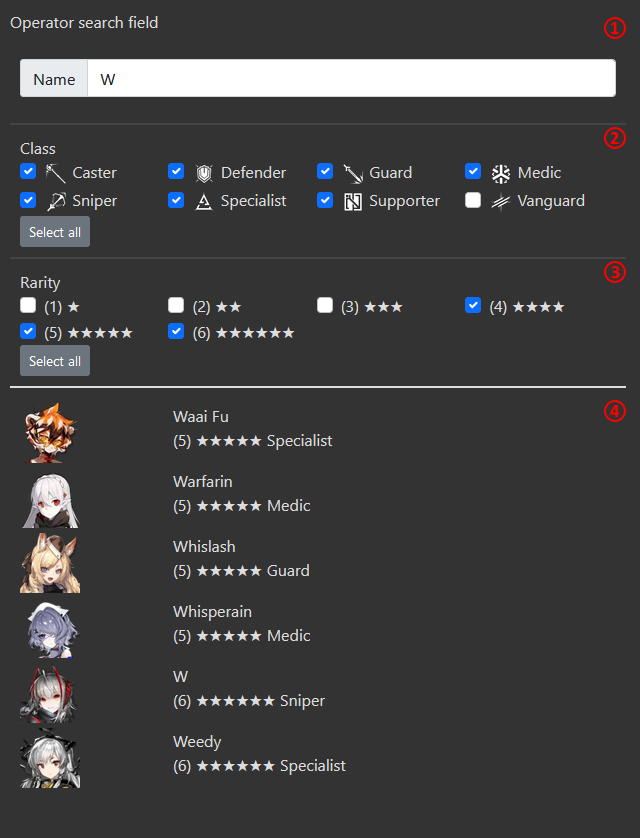 Operator search field
①
Name W
②
Class
Caster Defender Guard Medic
Sniper Specialist Supporter Vanguard
Select all
③
Rarity
(1) ★ (2) ★★ (3) ★★★ (4) ★★★★
(5) ★★★★★ (6) ★★★★★★
Select all
④
Waai Fu
(5) ★★★★★ Specialist
Warfarin
(5) ★★★★★ Medic
Whislash
(5) ★★★★★ Guard
Whisperain
(5) ★★★★★ Medic
W
(6) ★★★★★★ Sniper
Weedy
(6) ★★★★★★ Specialist